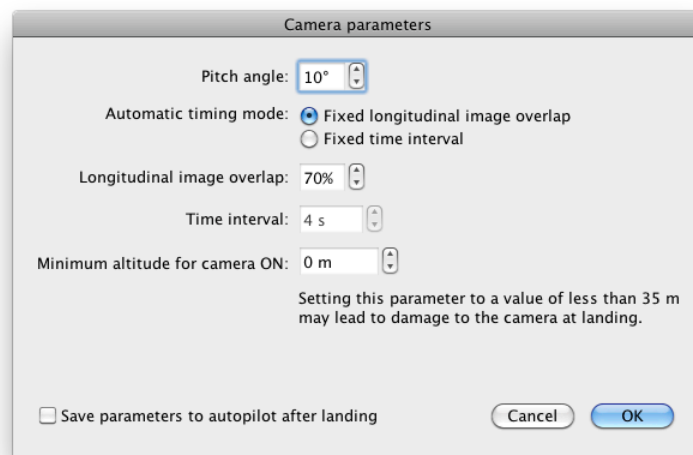 Camera parameters
Pitch angle: 10°
Automatic timing mode: Fixed longitudinal image overlap
Fixed time interval
Longitudinal image overlap: 70%
Time interval: 4 s
Minimum altitude for camera ON: 0 m
Setting this parameter to a value of less than 35 m
may lead to damage to the camera at landing.
Save parameters to autopilot after landing Cancel OK